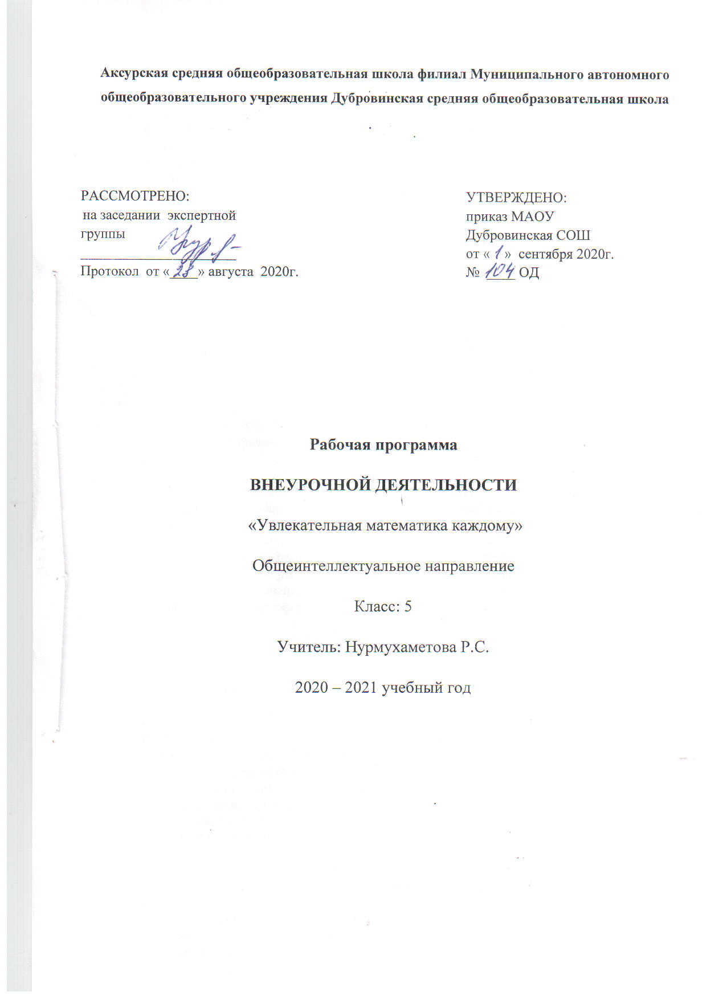 Аксурская средняя общеобразовательная школа филиал Муниципального автономного
общеобразовательного учреждения Дубровинская средняя общеобразовательная школа
РАССМОТРЕНО:
на заседании экспертной
группы
Протокол от «28» августа 2020г.
УТВЕРЖДЕНО:
приказ МАОУ
Дубровинская СОШ
от « 1 » сентября 2020г.
№ 104 ОД
Рабочая программа
ВНЕУРОЧНОЙ ДЕЯТЕЛЬНОСТИ
«Увлекательная математика каждому»
Общеинтеллектуальное направление
Класс: 5
Учитель: Нурмухаметова Р.С.
2020 – 2021 учебный год